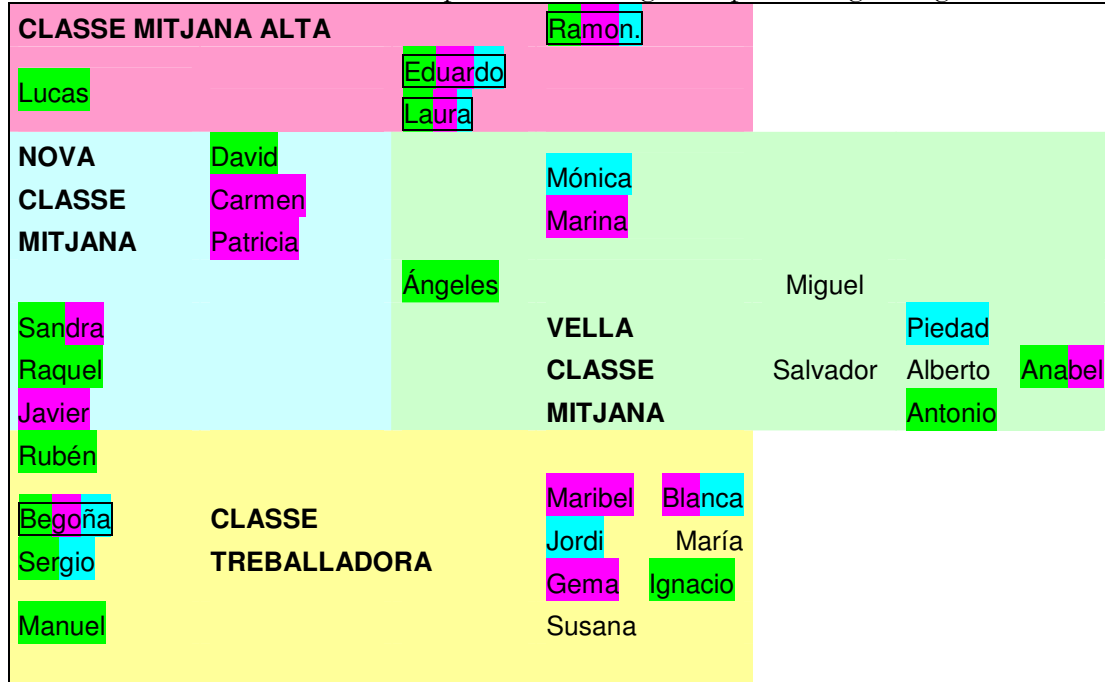 CLASSE MITJANA ALTA Ramon.
Eduardo
Lucas
Laura
NOVA David
Mónica
CLASSE Carmen
Marina
MITJANA Patricia
Ángeles Miguel
Sandra VELLA Piedad
Raquel CLASSE Salvador Alberto Anabel
Javier MITJANA Antonio
Rubén
Maribel Blanca
Begoña CLASSE
Jordi María
Sergio TREBALLADORA
Gema Ignacio
Manuel Susana